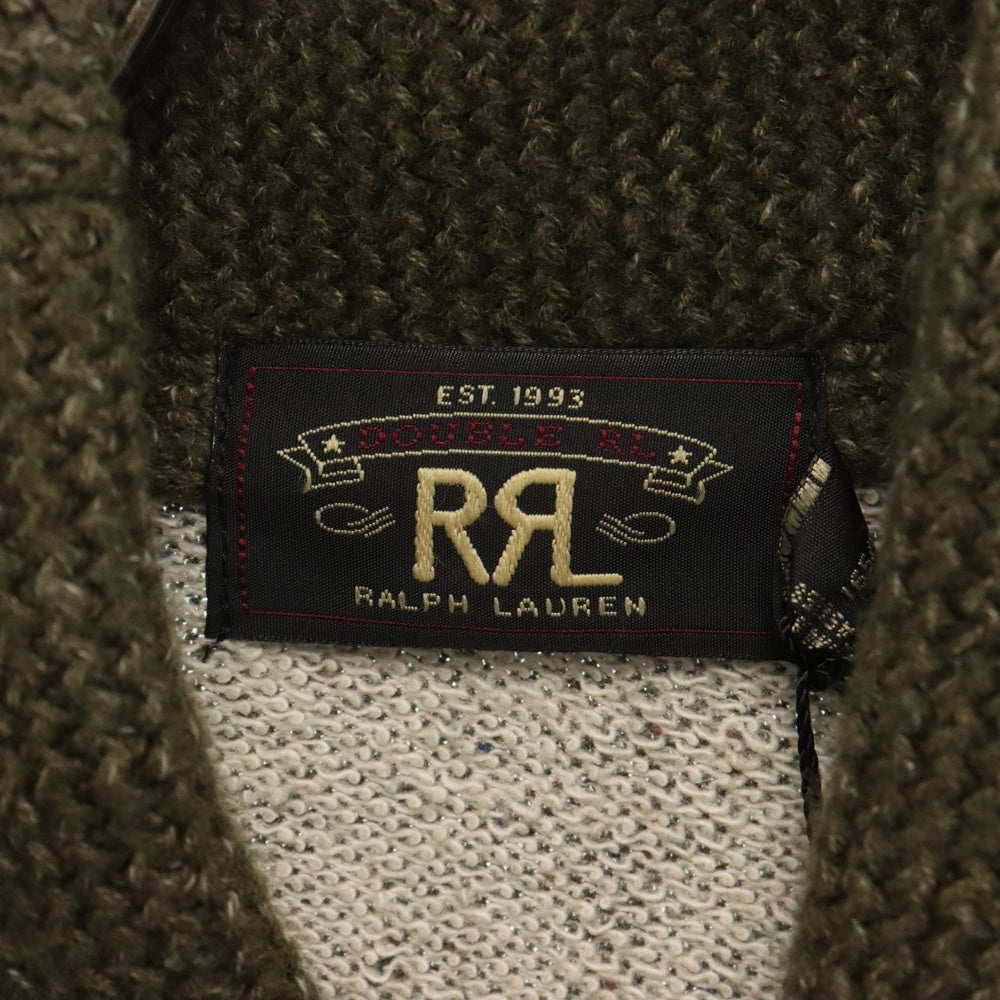 EST. 1993
DOUBLE RL
RRL
RALPH LAUREN